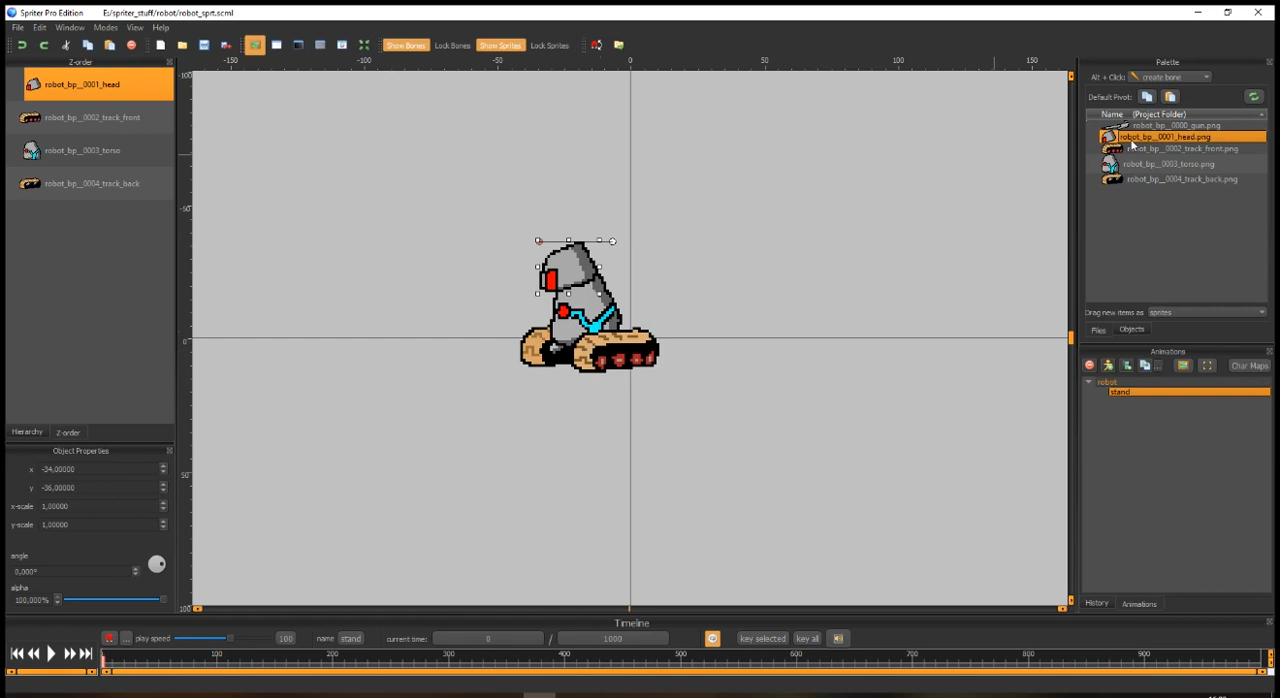 Spriter Pro Edition E:/spriter_stuff/robot/robot_sprt.scml
File Edit Window Modes View Help
Show Bones Lock Bones Show Sprites Lock Sprites
Z-order
robot_bp__0001_head
robot_bp__0002_track_front
robot_bp__0003_torso
robot_bp__0004_track_back
Hierarchy Z-order
Object Properties
x -34,00000
y -36,00000
x-scale 1,00000
y-scale 1,00000
angle
0,000°
alpha
100,000%
-150 -100 -50 0 50 100 150
-100
-50
0
50
100
Palette
Alt + Click: create bone
Default Pivot:
Name (Project Folder)
robot_bp__0000_gun.png
robot_bp__0001_head.png
robot_bp__0002_track_front.png
robot_bp__0003_torso.png
robot_bp__0004_track_back.png
Drag new items as sprites
Files Objects
Animations
... Char Maps
robot
stand
History Animations
Timeline
... play speed 100 name stand current time: 0 / 1000 key selected key all
100 200 300 400 500 600 700 800 900